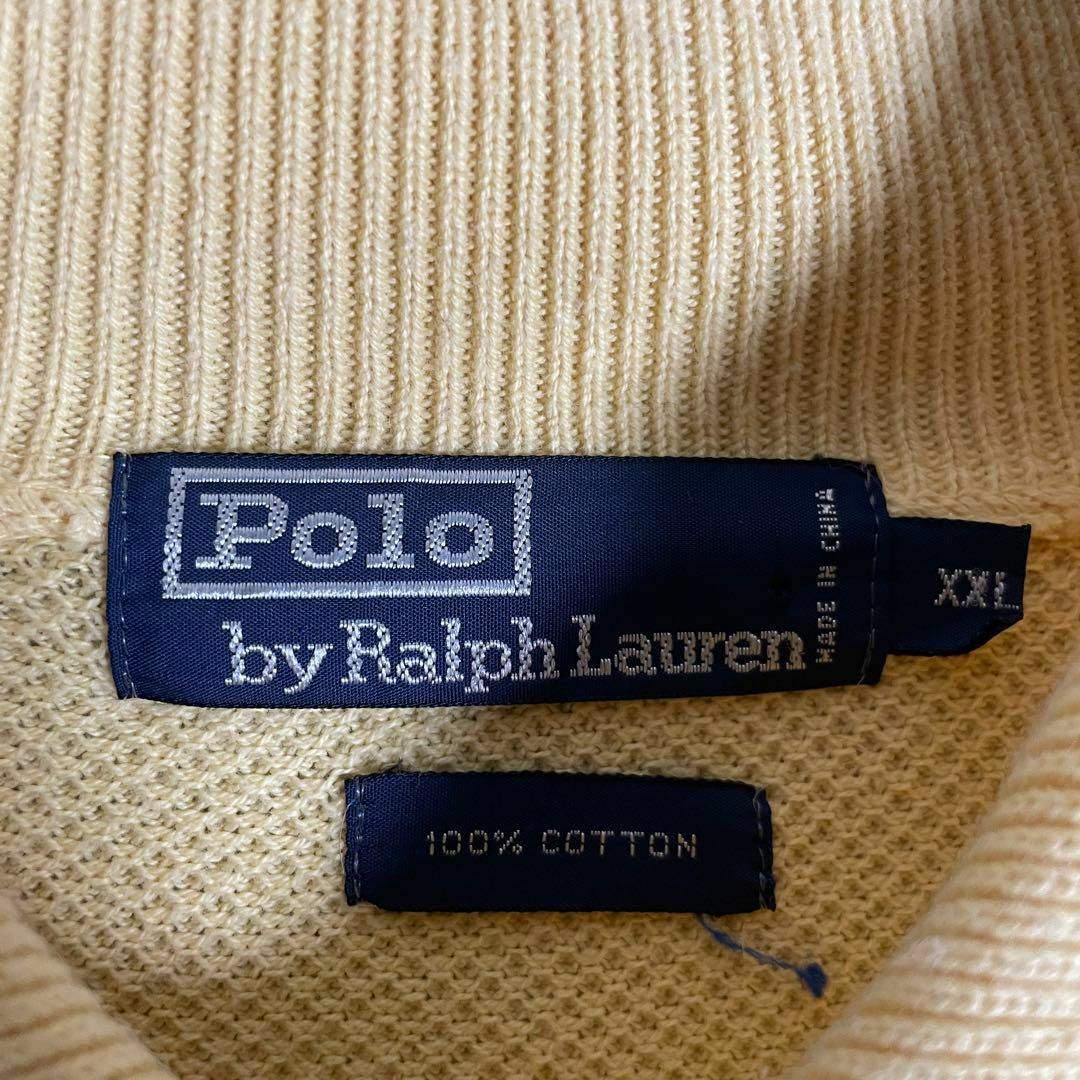 Polo
by Ralph Lauren
MADE IN CHINA
XXL
100% COTTON